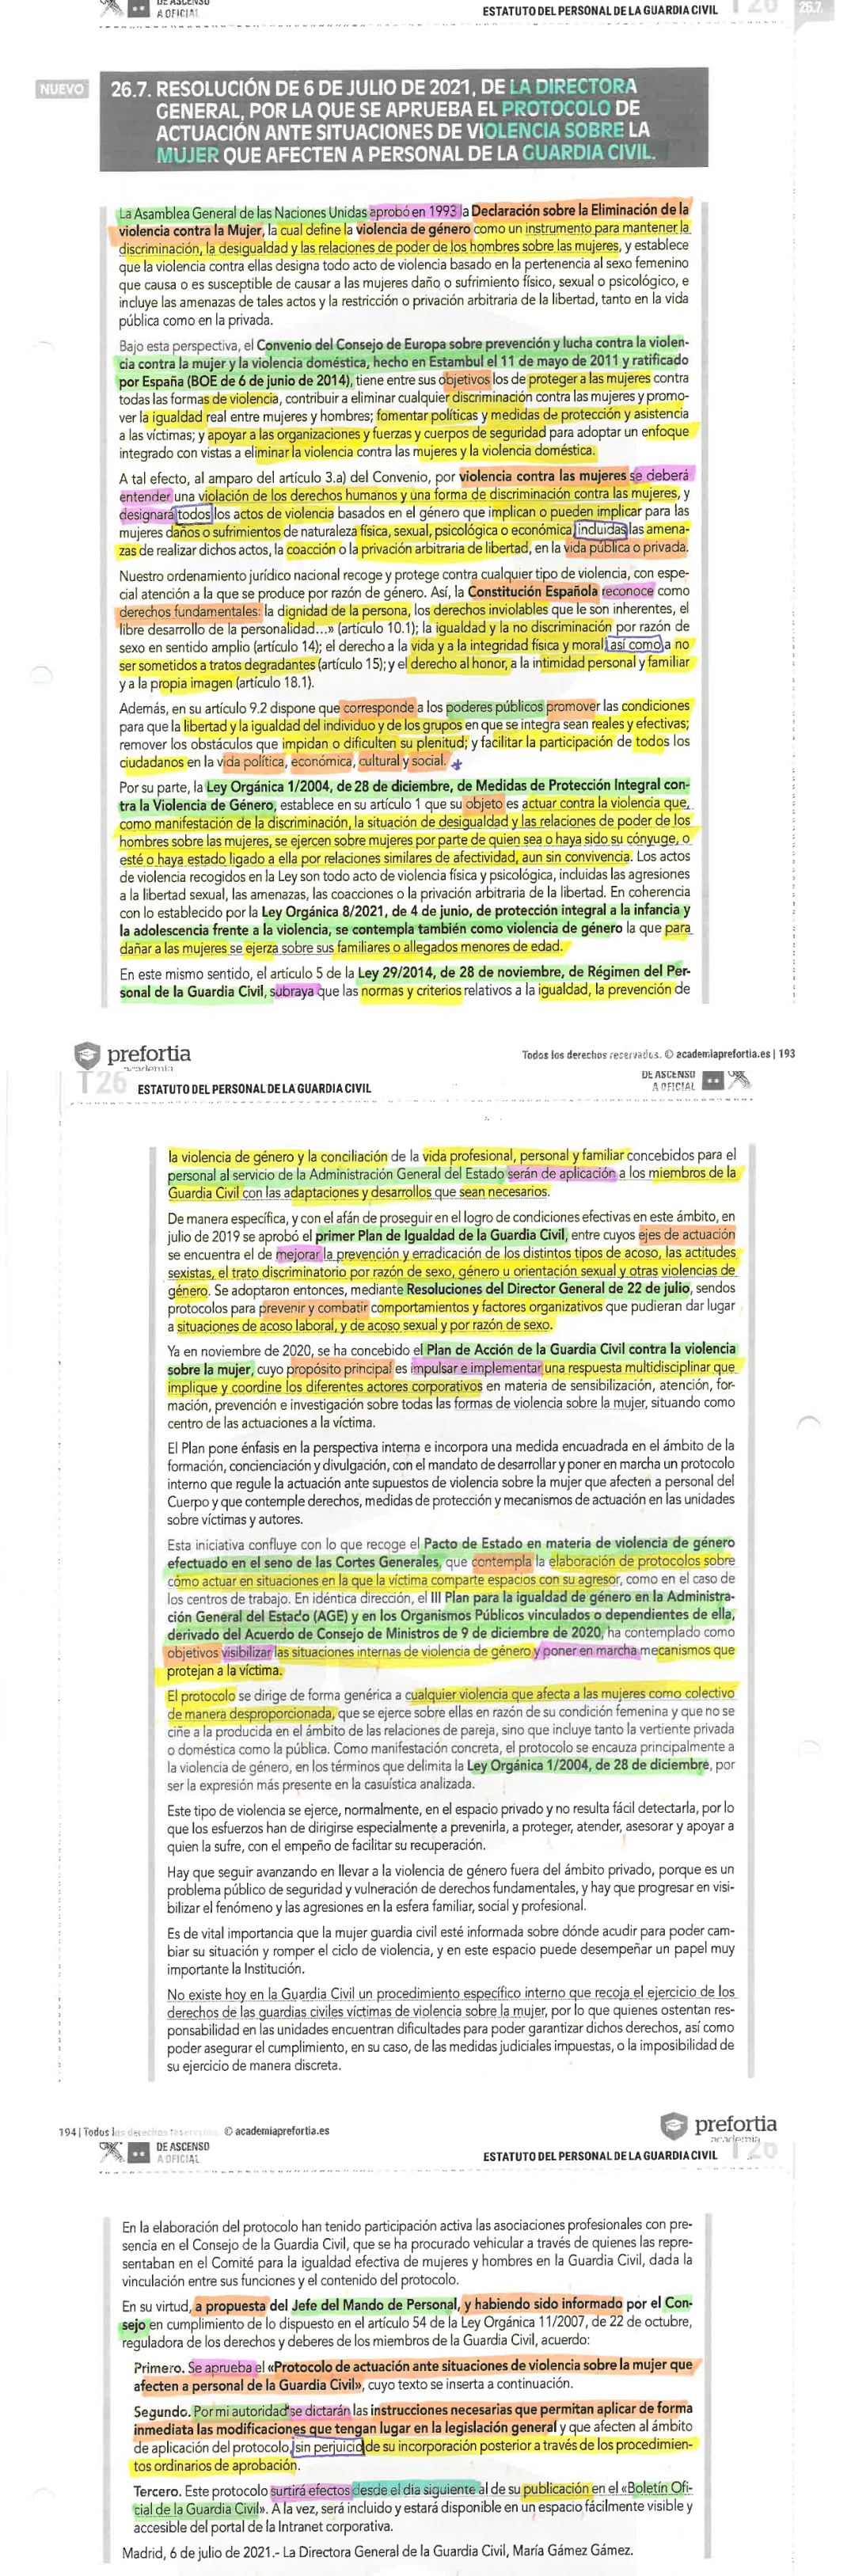 DE ASCENSO
A OFICIAL
ESTATUTO DEL PERSONAL DE LA GUARDIA CIVIL
T26
26.7.
NUEVO
26.7. RESOLUCIÓN DE 6 DE JULIO DE 2021, DE LA DIRECTORA
GENERAL, POR LA QUE SE APRUEBA EL PROTOCOLO DE
ACTUACIÓN ANTE SITUACIONES DE VIOLENCIA SOBRE LA
MUJER QUE AFECTEN A PERSONAL DE LA GUARDIA CIVIL.
La Asamblea General de las Naciones Unidas aprobó en 1993 la Declaración sobre la Eliminación de la
violencia contra la Mujer, la cual define la violencia de género como un instrumento para mantener la
discriminación, la desigualdad y las relaciones de poder de los hombres sobre las mujeres, y establece
que la violencia contra ellas designa todo acto de violencia basado en la pertenencia al sexo femenino
que causa o es susceptible de causar a las mujeres daño o sufrimiento físico, sexual o psicológico, e
incluye las amenazas de tales actos y la restricción o privación arbitraria de la libertad, tanto en la vida
pública como en la privada.
Bajo esta perspectiva, el Convenio del Consejo de Europa sobre prevención y lucha contra la violen-
cia contra la mujer y la violencia doméstica, hecho en Estambul el 11 de mayo de 2011 y ratificado
por España (BOE de 6 de junio de 2014), tiene entre sus objetivos los de proteger a las mujeres contra
todas las formas de violencia, contribuir a eliminar cualquier discriminación contra las mujeres y promo-
ver la igualdad real entre mujeres y hombres; fomentar políticas y medidas de protección y asistencia
a las víctimas; y apoyar a las organizaciones y fuerzas y cuerpos de seguridad para adoptar un enfoque
integrado con vistas a eliminar la violencia contra las mujeres y la violencia doméstica.
A tal efecto, al amparo del artículo 3.a) del Convenio, por violencia contra las mujeres se deberá
entender una violación de los derechos humanos y una forma de discriminación contra las mujeres, y
designará todos los actos de violencia basados en el género que implican o pueden implicar para las
mujeres daños o sufrimientos de naturaleza física, sexual, psicológica o económica, incluidas las amena-
zas de realizar dichos actos, la coacción o la privación arbitraria de libertad, en la vida pública o privada.
Nuestro ordenamiento jurídico nacional recoge y protege contra cualquier tipo de violencia, con espe-
cial atención a la que se produce por razón de género. Así, la Constitución Española reconoce como
derechos fundamentales: la dignidad de la persona, los derechos inviolables que le son inherentes, el
libre desarrollo de la personalidad...» (artículo 10.1); la igualdad y la no discriminación por razón de
sexo en sentido amplio (artículo 14); el derecho a la vida y a la integridad física y moral, así como a no
ser sometidos a tratos degradantes (artículo 15); y el derecho al honor, a la intimidad personal y familiar
y a la propia imagen (artículo 18.1).
Además, en su artículo 9.2 dispone que corresponde a los poderes públicos promover las condiciones
para que la libertad y la igualdad del individuo y de los grupos en que se integra sean reales y efectivas;
remover los obstáculos que impidan o dificulten su plenitud; y facilitar la participación de todos los
ciudadanos en la vida política, económica, cultural y social.
Por su parte, la Ley Orgánica 1/2004, de 28 de diciembre, de Medidas de Protección Integral con-
tra la Violencia de Género, establece en su artículo 1 que su objeto es actuar contra la violencia que,
como manifestación de la discriminación, la situación de desigualdad y las relaciones de poder de los
hombres sobre las mujeres, se ejercen sobre mujeres por parte de quien sea o haya sido su cónyuge, o
esté o haya estado ligado a ella por relaciones similares de afectividad, aun sin convivencia. Los actos
de violencia recogidos en la Ley son todo acto de violencia física y psicológica, incluidas las agresiones
a la libertad sexual, las amenazas, las coacciones o la privación arbitraria de la libertad. En coherencia
con lo establecido por la Ley Orgánica 8/2021, de 4 de junio, de protección integral a la infancia y
la adolescencia frente a la violencia, se contempla también como violencia de género la que para
dañar a las mujeres se ejerza sobre sus familiares o allegados menores de edad.
En este mismo sentido, el artículo 5 de la Ley 29/2014, de 28 de noviembre, de Régimen del Per-
sonal de la Guardia Civil, subraya que las normas y criterios relativos a la igualdad, la prevención de
prefortia
academia
Todos los derechos reservados. © academiaprefortia.es | 193
T26
ESTATUTO DEL PERSONAL DE LA GUARDIA CIVIL
DE ASCENSO
A OFICIAL
la violencia de género y la conciliación de la vida profesional, personal y familiar concebidos para el
personal al servicio de la Administración General del Estado serán de aplicación a los miembros de la
Guardia Civil con las adaptaciones y desarrollos que sean necesarios.
De manera específica, y con el afán de proseguir en el logro de condiciones efectivas en este ámbito, en
julio de 2019 se aprobó el primer Plan de Igualdad de la Guardia Civil, entre cuyos ejes de actuación
se encuentra el de mejorar la prevención y erradicación de los distintos tipos de acoso, las actitudes
sexistas, el trato discriminatorio por razón de sexo, género u orientación sexual y otras violencias de
género. Se adoptaron entonces, mediante Resoluciones del Director General de 22 de julio, sendos
protocolos para prevenir y combatir comportamientos y factores organizativos que pudieran dar lugar
a situaciones de acoso laboral, y de acoso sexual y por razón de sexo.
Ya en noviembre de 2020, se ha concebido el Plan de Acción de la Guardia Civil contra la violencia
sobre la mujer, cuyo propósito principal es impulsar e implementar una respuesta multidisciplinar que
implique y coordine los diferentes actores corporativos en materia de sensibilización, atención, for-
mación, prevención e investigación sobre todas las formas de violencia sobre la mujer, situando como
centro de las actuaciones a la víctima.
El Plan pone énfasis en la perspectiva interna e incorpora una medida encuadrada en el ámbito de la
formación, concienciación y divulgación, con el mandato de desarrollar y poner en marcha un protocolo
interno que regule la actuación ante supuestos de violencia sobre la mujer que afecten a personal del
Cuerpo y que contemple derechos, medidas de protección y mecanismos de actuación en las unidades
sobre víctimas y autores.
Esta iniciativa confluye con lo que recoge el Pacto de Estado en materia de violencia de género
efectuado en el seno de las Cortes Generales, que contempla la elaboración de protocolos sobre
cómo actuar en situaciones en la que la víctima comparte espacios con su agresor, como en el caso de
los centros de trabajo. En idéntica dirección, el III Plan para la igualdad de género en la Administra-
ción General del Estado (AGE) y en los Organismos Públicos vinculados o dependientes de ella,
derivado del Acuerdo de Consejo de Ministros de 9 de diciembre de 2020, ha contemplado como
objetivos visibilizar las situaciones internas de violencia de género y poner en marcha mecanismos que
protejan a la víctima.
El protocolo se dirige de forma genérica a cualquier violencia que afecta a las mujeres como colectivo
de manera desproporcionada, que se ejerce sobre ellas en razón de su condición femenina y que no se
ciñe a la producida en el ámbito de las relaciones de pareja, sino que incluye tanto la vertiente privada
o doméstica como la pública. Como manifestación concreta, el protocolo se encauza principalmente a
la violencia de género, en los términos que delimita la Ley Orgánica 1/2004, de 28 de diciembre, por
ser la expresión más presente en la casuística analizada.
Este tipo de violencia se ejerce, normalmente, en el espacio privado y no resulta fácil detectarla, por lo
que los esfuerzos han de dirigirse especialmente a prevenirla, a proteger, atender, asesorar y apoyar a
quien la sufre, con el empeño de facilitar su recuperación.
Hay que seguir avanzando en llevar a la violencia de género fuera del ámbito privado, porque es un
problema público de seguridad y vulneración de derechos fundamentales, y hay que progresar en visi-
bilizar el fenómeno y las agresiones en la esfera familiar, social y profesional.
Es de vital importancia que la mujer guardia civil esté informada sobre dónde acudir para poder cam-
biar su situación y romper el ciclo de violencia, y en este espacio puede desempeñar un papel muy
importante la Institución.
No existe hoy en la Guardia Civil un procedimiento específico interno que recoja el ejercicio de los
derechos de las guardias civiles víctimas de violencia sobre la mujer, por lo que quienes ostentan res-
ponsabilidad en las unidades encuentran dificultades para poder garantizar dichos derechos, así como
poder asegurar el cumplimiento, en su caso, de las medidas judiciales impuestas, o la imposibilidad de
su ejercicio de manera discreta.
194 | Todos los derechos reservados. © academiaprefortia.es
prefortia
academia
DE ASCENSO
A OFICIAL
ESTATUTO DEL PERSONAL DE LA GUARDIA CIVIL
T26
En la elaboración del protocolo han tenido participación activa las asociaciones profesionales con pre-
sencia en el Consejo de la Guardia Civil, que se ha procurado vehicular a través de quienes las repre-
sentaban en el Comité para la igualdad efectiva de mujeres y hombres en la Guardia Civil, dada la
vinculación entre sus funciones y el contenido del protocolo.
En su virtud, a propuesta del Jefe del Mando de Personal, y habiendo sido informado por el Con-
sejo en cumplimiento de lo dispuesto en el artículo 54 de la Ley Orgánica 11/2007, de 22 de octubre,
reguladora de los derechos y deberes de los miembros de la Guardia Civil, acuerdo:
Primero. Se aprueba el «Protocolo de actuación ante situaciones de violencia sobre la mujer que
afecten a personal de la Guardia Civil», cuyo texto se inserta a continuación.
Segundo. Por mi autoridad se dictarán las instrucciones necesarias que permitan aplicar de forma
inmediata las modificaciones que tengan lugar en la legislación general y que afecten al ámbito
de aplicación del protocolo, sin perjuicio de su incorporación posterior a través de los procedimien-
tos ordinarios de aprobación.
Tercero. Este protocolo surtirá efectos desde el día siguiente al de su publicación en el «Boletín Ofi-
cial de la Guardia Civil». A la vez, será incluido y estará disponible en un espacio fácilmente visible y
accesible del portal de la Intranet corporativa.
Madrid, 6 de julio de 2021.- La Directora General de la Guardia Civil, María Gámez Gámez.